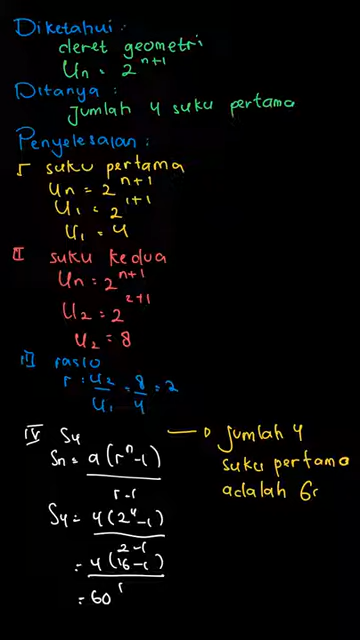 Diketahui:
deret geometri
Un = 2^n+1
Ditanya:
Jumlah 4 suku pertama
Penyelesaian:
I suku pertama
Un = 2^n+1
U1 = 2^1+1
U1 = 4
II suku kedua
Un = 2^n+1
U2 = 2^2+1
U2 = 8
III rasio
r: U2/U1 = 8/4 = 2
IV S4
Sn = a(r^n-1)
r-1
S4 = 4(2^4-1)
2-1
= 4(16-1)
1
= 60
Jumlah 4
suku pertama
adalah